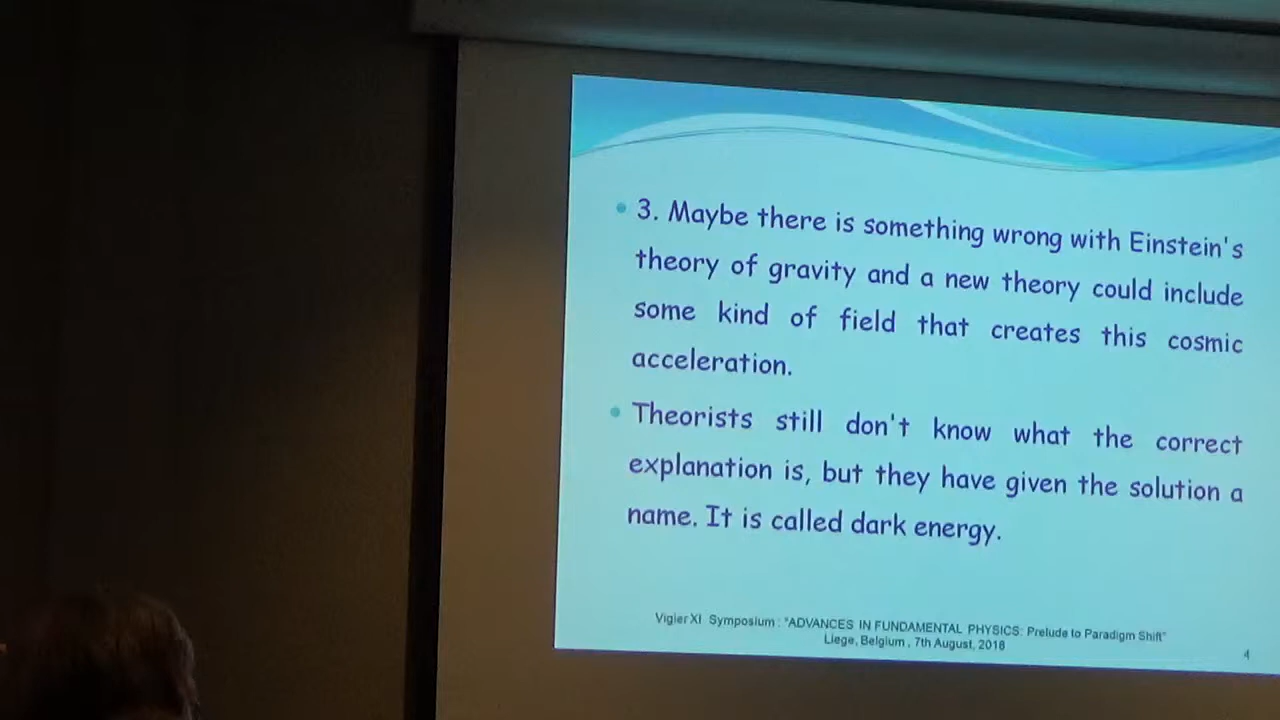 • 3. Maybe there is something wrong with Einstein's
theory of gravity and a new theory could include
some kind of field that creates this cosmic
acceleration.
• Theorists still don't know what the correct
explanation is, but they have given the solution a
name. It is called dark energy.
Vigier XI Symposium : "ADVANCES IN FUNDAMENTAL PHYSICS: Prelude to Paradigm Shift"
Liege, Belgium , 7th August, 2018
4